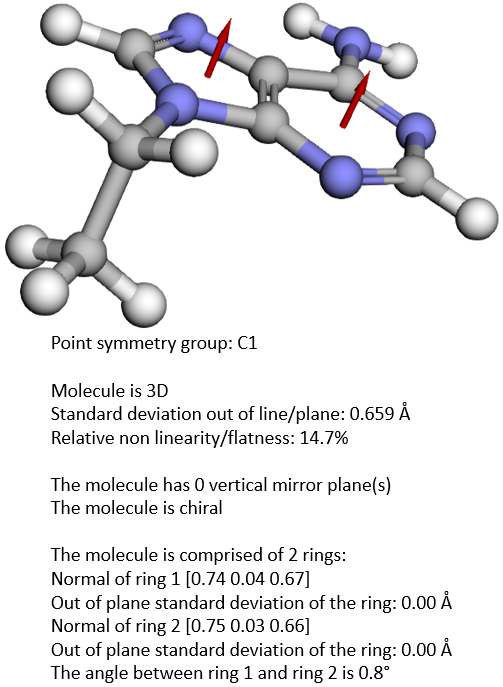 Point symmetry group: C1
Molecule is 3D
Standard deviation out of line/plane: 0.659 Å
Relative non linearity/flatness: 14.7%
The molecule has 0 vertical mirror plane(s)
The molecule is chiral
The molecule is comprised of 2 rings:
Normal of ring 1 [0.74 0.04 0.67]
Out of plane standard deviation of the ring: 0.00 Å
Normal of ring 2 [0.75 0.03 0.66]
Out of plane standard deviation of the ring: 0.00 Å
The angle between ring 1 and ring 2 is 0.8°